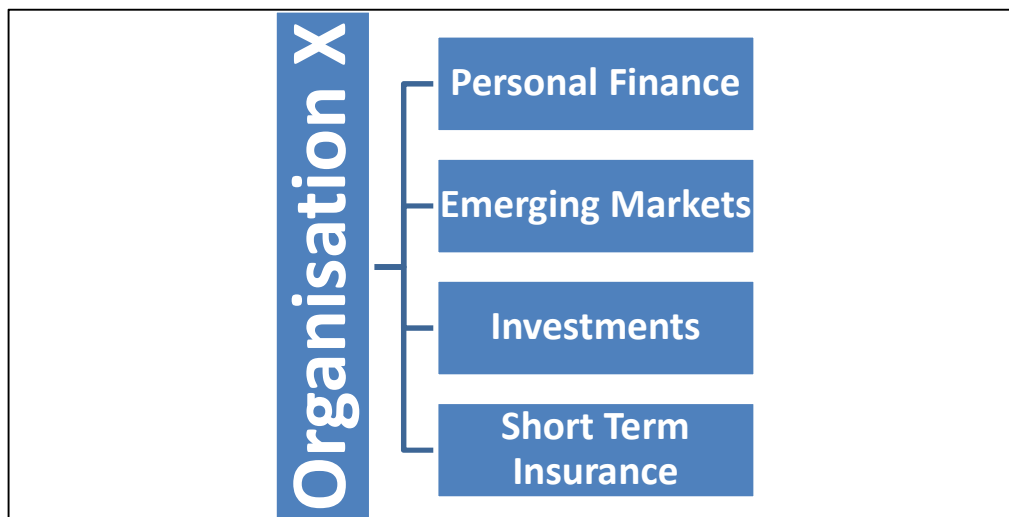 Organisation X
Personal Finance
Emerging Markets
Investments
Short Term
Insurance